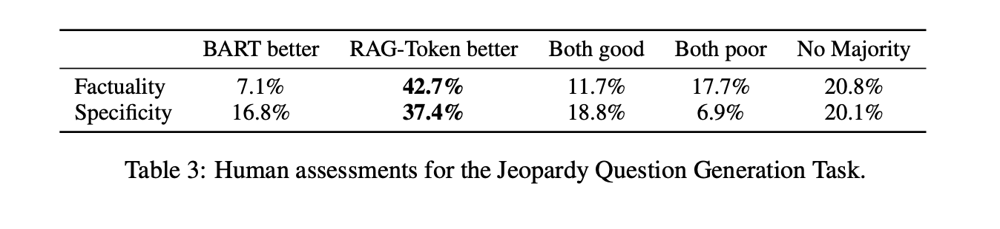 BART better RAG-Token better Both good Both poor No Majority
Factuality 7.1% 42.7% 11.7% 17.7% 20.8%
Specificity 16.8% 37.4% 18.8% 6.9% 20.1%
Table 3: Human assessments for the Jeopardy Question Generation Task.